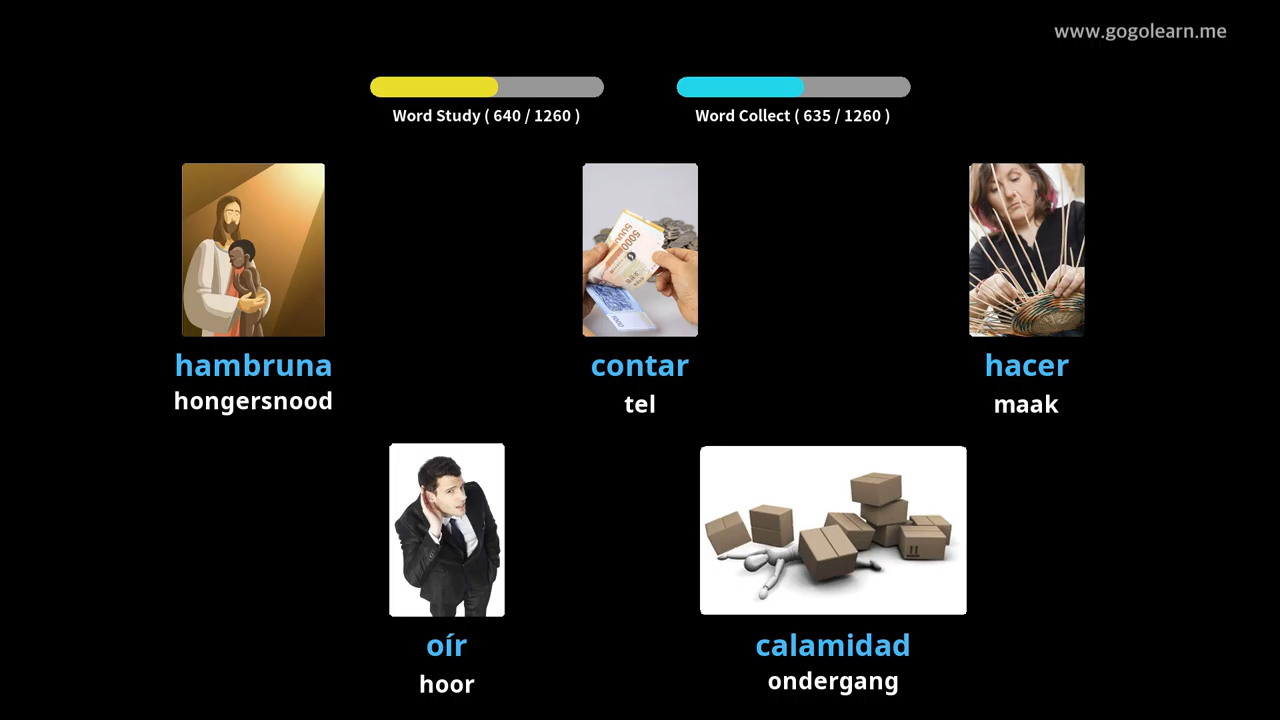 www.gogolearn.me
Word Study ( 640 / 1260 )
Word Collect ( 635 / 1260 )
hambruna
hongersnood
contar
tel
hacer
maak
oír
hoor
calamidad
ondergang